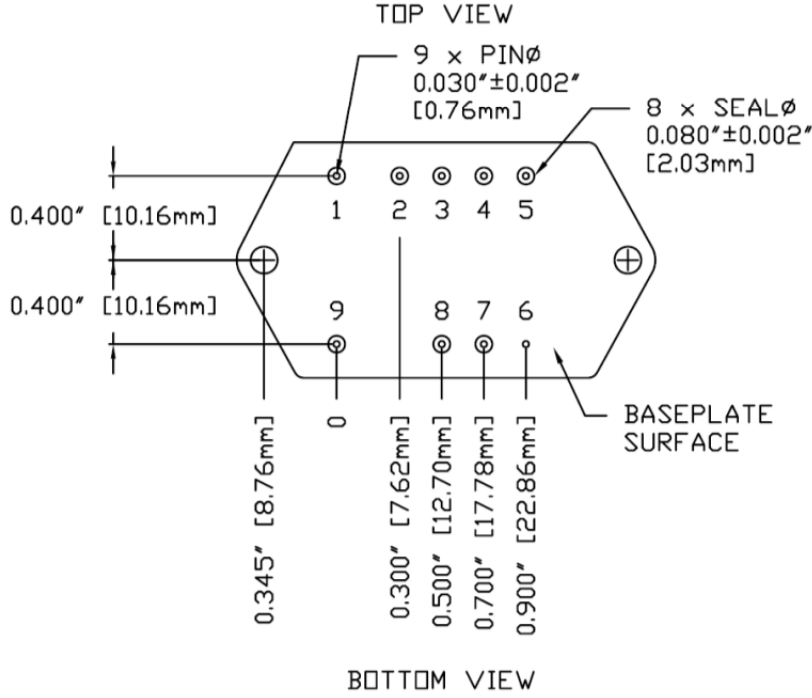 TOP VIEW
9 x PINØ
0.030"±0.002"
[0.76mm]
8 x SEALØ
0.080"±0.002"
[2.03mm]
1 2 3 4 5
0.400" [10.16mm]
0.400" [10.16mm]
9 8 7 6
BASEPLATE
SURFACE
0.345" [8.76mm]
0
0.300" [7.62mm]
0.500" [12.70mm]
0.700" [17.78mm]
0.900" [22.86mm]
BOTTOM VIEW